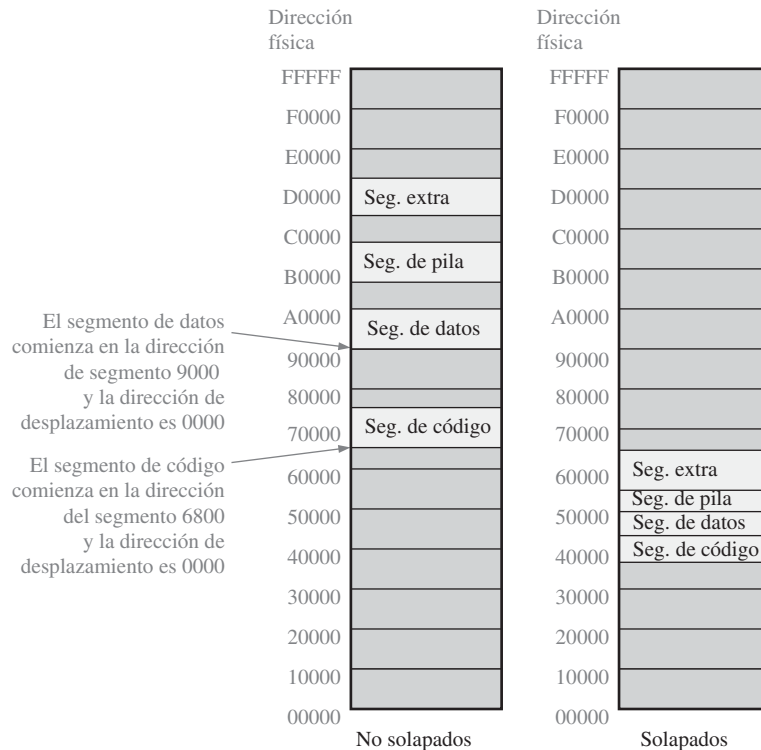 Dirección
física
FFFFF
F0000
E0000
D0000
C0000
B0000
A0000
90000
80000
70000
60000
50000
40000
30000
20000
10000
00000
Seg. extra
Seg. de pila
Seg. de datos
Seg. de código
No solapados
El segmento de datos
comienza en la dirección
de segmento 9000
y la dirección de
desplazamiento es 0000
El segmento de código
comienza en la dirección
del segmento 6800
y la dirección de
desplazamiento es 0000
Dirección
física
FFFFF
F0000
E0000
D0000
C0000
B0000
A0000
90000
80000
70000
60000
50000
40000
30000
20000
10000
00000
Seg. extra
Seg. de pila
Seg. de datos
Seg. de código
Solapados